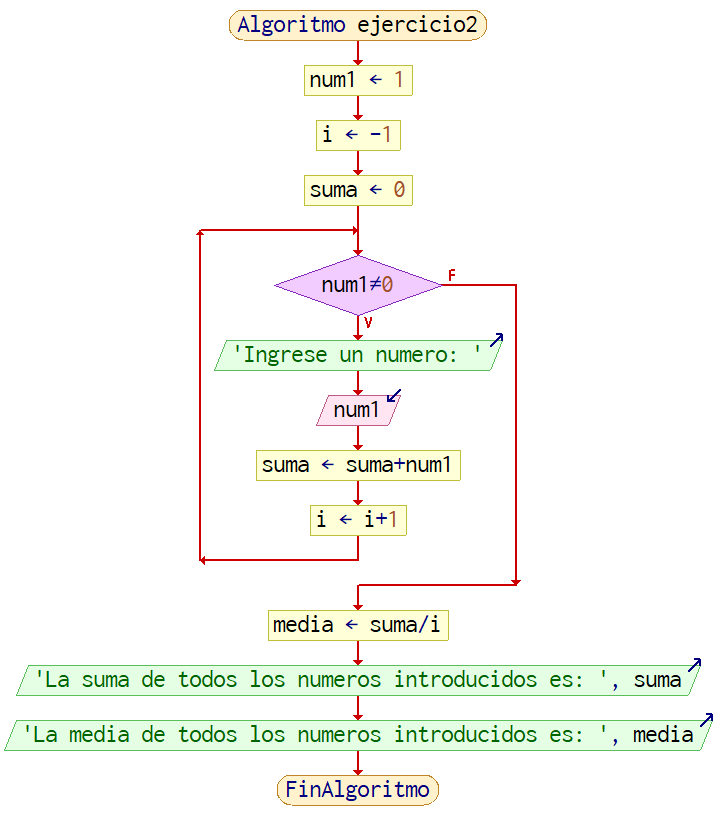 Algoritmo ejercicio2
num1 ← 1
i ← -1
suma ← 0
num1≠0
F
V
'Ingrese un numero: '
num1
suma ← suma+num1
i ← i+1
media ← suma/i
'La suma de todos los numeros introducidos es: ', suma
'La media de todos los numeros introducidos es: ', media
FinAlgoritmo